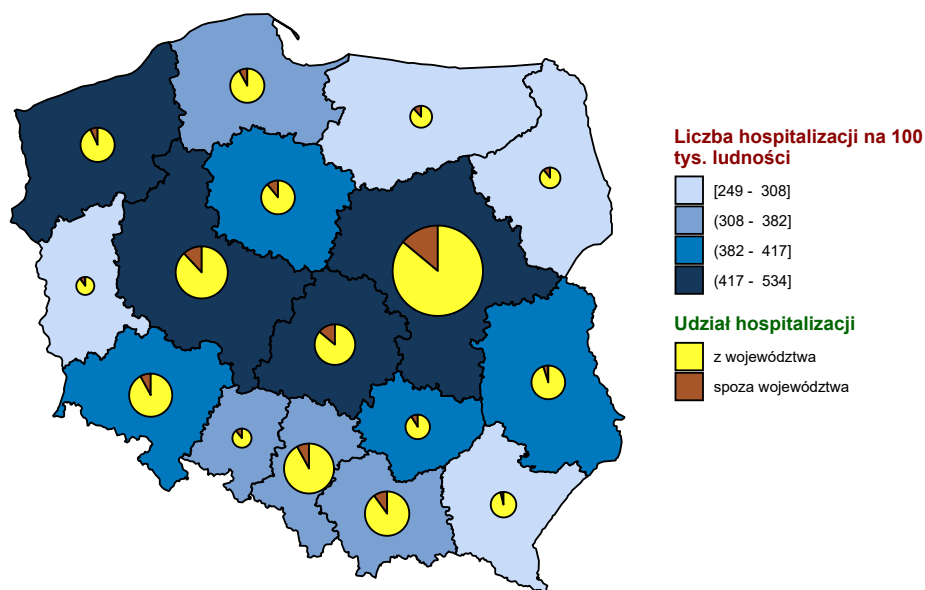 Liczba hospitalizacji na 100
tys. ludności
[249 - 308]
(308 - 382]
(382 - 417]
(417 - 534]
Udział hospitalizacji
z województwa
spoza województwa